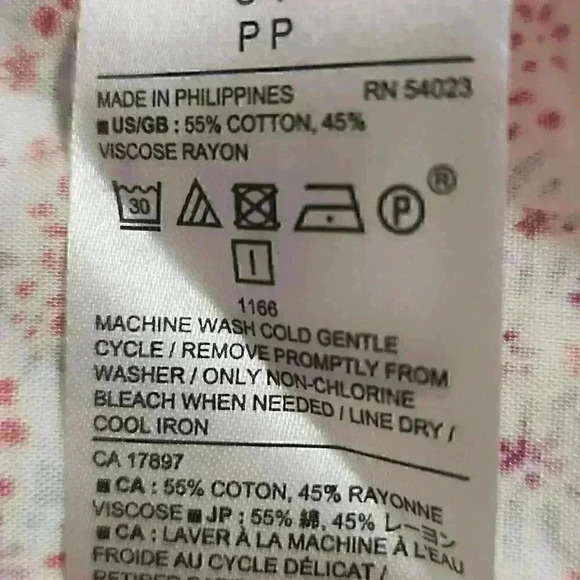 PP
MADE IN PHILIPPINES RN 54023
■ US/GB : 55% COTTON, 45%
VISCOSE RAYON
30 P ®
1166
MACHINE WASH COLD GENTLE
CYCLE / REMOVE PROMPTLY FROM
WASHER / ONLY NON-CHLORINE
BLEACH WHEN NEEDED / LINE DRY /
COOL IRON
CA 17897
■ CA : 55% COTON, 45% RAYONNE
VISCOSE ■ JP : 55% 綿, 45% レーヨン
■ CA : LAVER À LA MACHINE À L'EAU
FROIDE AU CYCLE DÉLICAT /